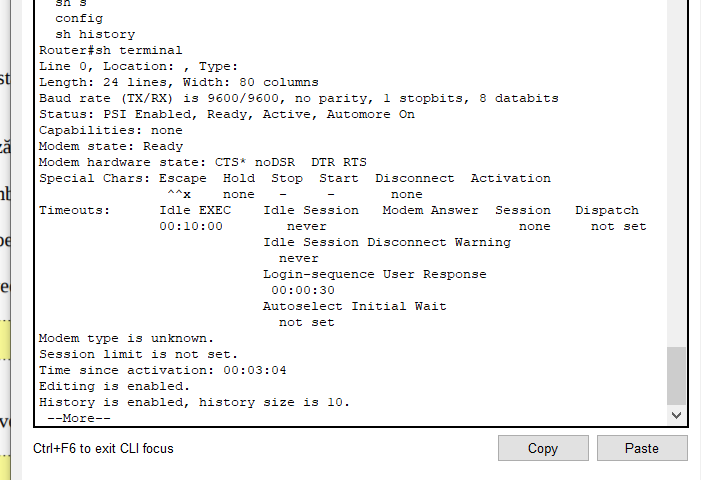 sh s
config
sh history
Router#sh terminal
Line 0, Location: , Type:
Length: 24 lines, Width: 80 columns
Baud rate (TX/RX) is 9600/9600, no parity, 1 stopbits, 8 databits
Status: PSI Enabled, Ready, Active, Automore On
Capabilities: none
Modem state: Ready
Modem hardware state: CTS* noDSR  DTR RTS
Special Chars: Escape  Hold  Stop  Start  Disconnect  Activation
^^x    none   -     -       none
Timeouts:      Idle EXEC    Idle Session   Modem Answer  Session   Dispatch
00:10:00        never                        none     not set
Idle Session Disconnect Warning
never
Login-sequence User Response
00:00:30
Autoselect Initial Wait
not set
Modem type is unknown.
Session limit is not set.
Time since activation: 00:03:04
Editing is enabled.
History is enabled, history size is 10.
--More--
Ctrl+F6 to exit CLI focus
Copy
Paste